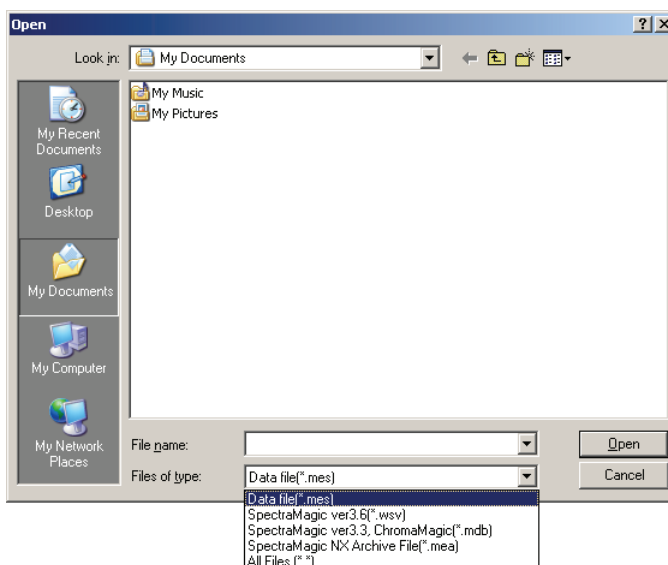 Open
Look in: My Documents
My Music
My Pictures
My Recent
Documents
Desktop
My Documents
My Computer
My Network
Places
File name:
Open
Files of type: Data file(*.mes)
Cancel
Data file(*.mes)
SpectraMagic ver3.6(*.wsv)
SpectraMagic ver3.3, ChromaMagic(*.mdb)
SpectraMagic NX Archive File(*.mea)
All Files (*.*)